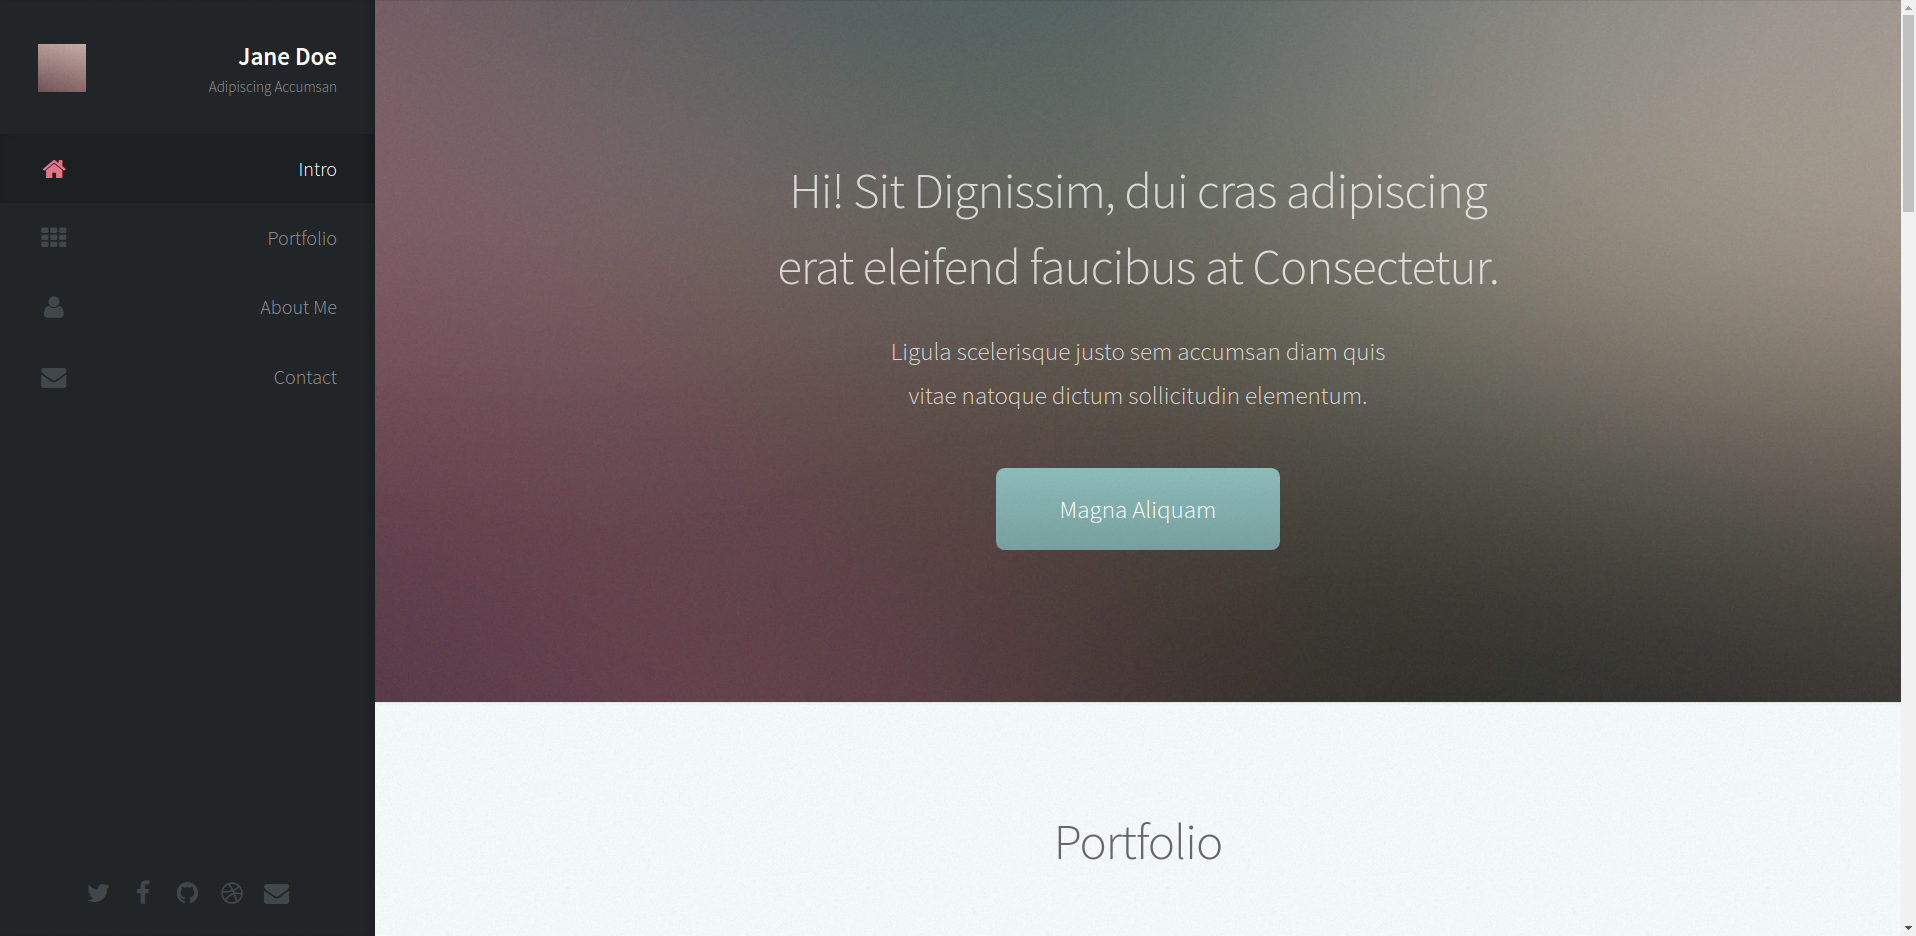 Jane Doe
Adipiscing Accumsan
Intro
Portfolio
About Me
Contact
Hi! Sit Dignissim, dui cras adipiscing
erat eleifend faucibus at Consectetur.
Ligula scelerisque justo sem accumsan diam quis
vitae natoque dictum sollicitudin elementum.
Magna Aliquam
Portfolio